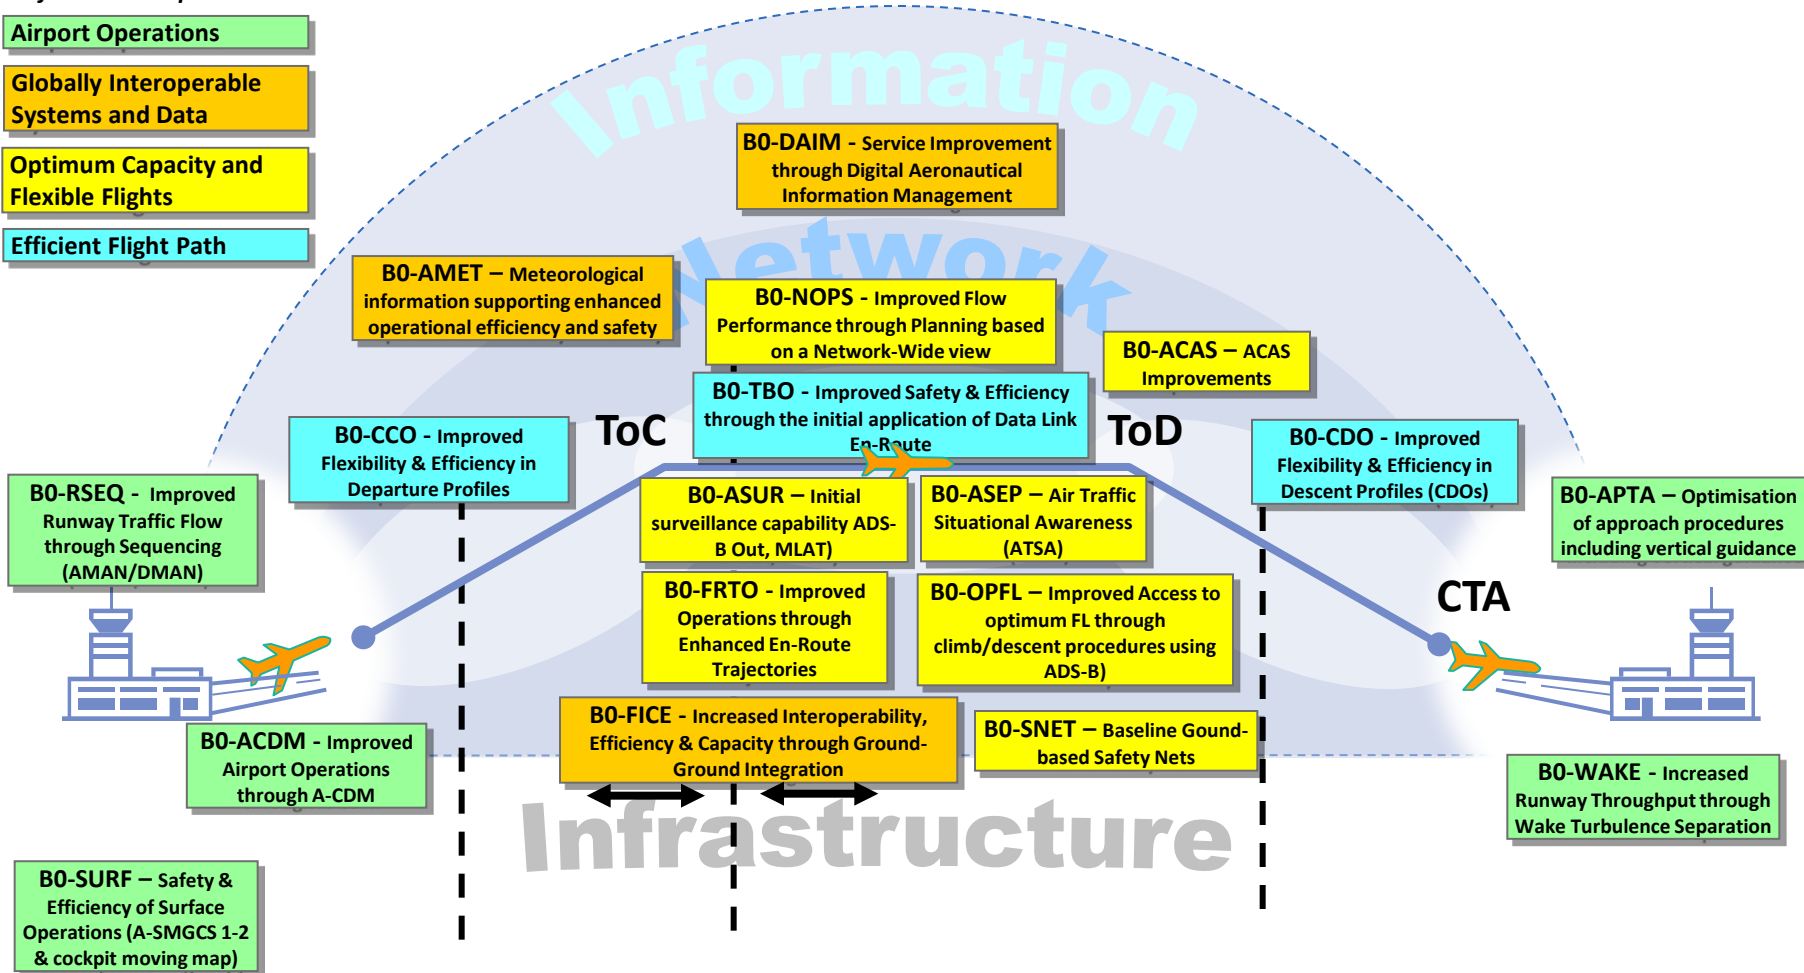 Airport Operations
Globally Interoperable
Systems and Data
Optimum Capacity and
Flexible Flights
Efficient Flight Path
Information
B0-DAIM - Service Improvement
through Digital Aeronautical
Information Management
Network
B0-AMET – Meteorological
information supporting enhanced
operational efficiency and safety
B0-NOPS - Improved Flow
Performance through Planning based
on a Network-Wide view
B0-ACAS – ACAS
Improvements
B0-TBO - Improved Safety & Efficiency
through the initial application of Data Link
En-Route
ToC
ToD
B0-CCO - Improved
Flexibility & Efficiency in
Departure Profiles
B0-CDO - Improved
Flexibility & Efficiency in
Descent Profiles (CDOs)
B0-RSEQ - Improved
Runway Traffic Flow
through Sequencing
(AMAN/DMAN)
B0-ASUR – Initial
surveillance capability ADS-
B Out, MLAT)
B0-ASEP – Air Traffic
Situational Awareness
(ATSA)
B0-APTA – Optimisation
of approach procedures
including vertical guidance
B0-FRTO - Improved
Operations through
Enhanced En-Route
Trajectories
B0-OPFL – Improved Access to
optimum FL through
climb/descent procedures using
ADS-B)
CTA
B0-FICE - Increased Interoperability,
Efficiency & Capacity through Ground-
Ground Integration
B0-SNET – Baseline Gound-
based Safety Nets
B0-ACDM - Improved
Airport Operations
through A-CDM
B0-WAKE - Increased
Runway Throughput through
Wake Turbulence Separation
Infrastructure
B0-SURF – Safety &
Efficiency of Surface
Operations (A-SMGCS 1-2
& cockpit moving map)